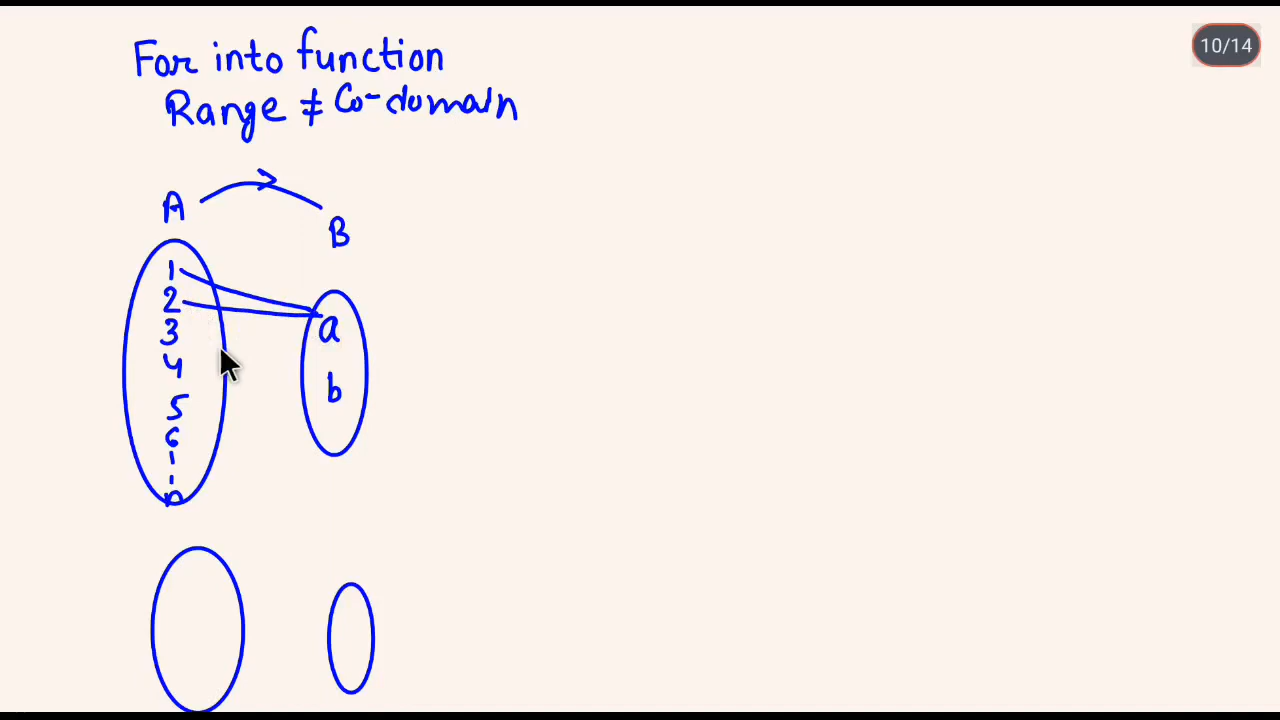 For into function
Range ≠ Co-domain
10/14
A
B
1
2
3
4
5
6
n
a
b